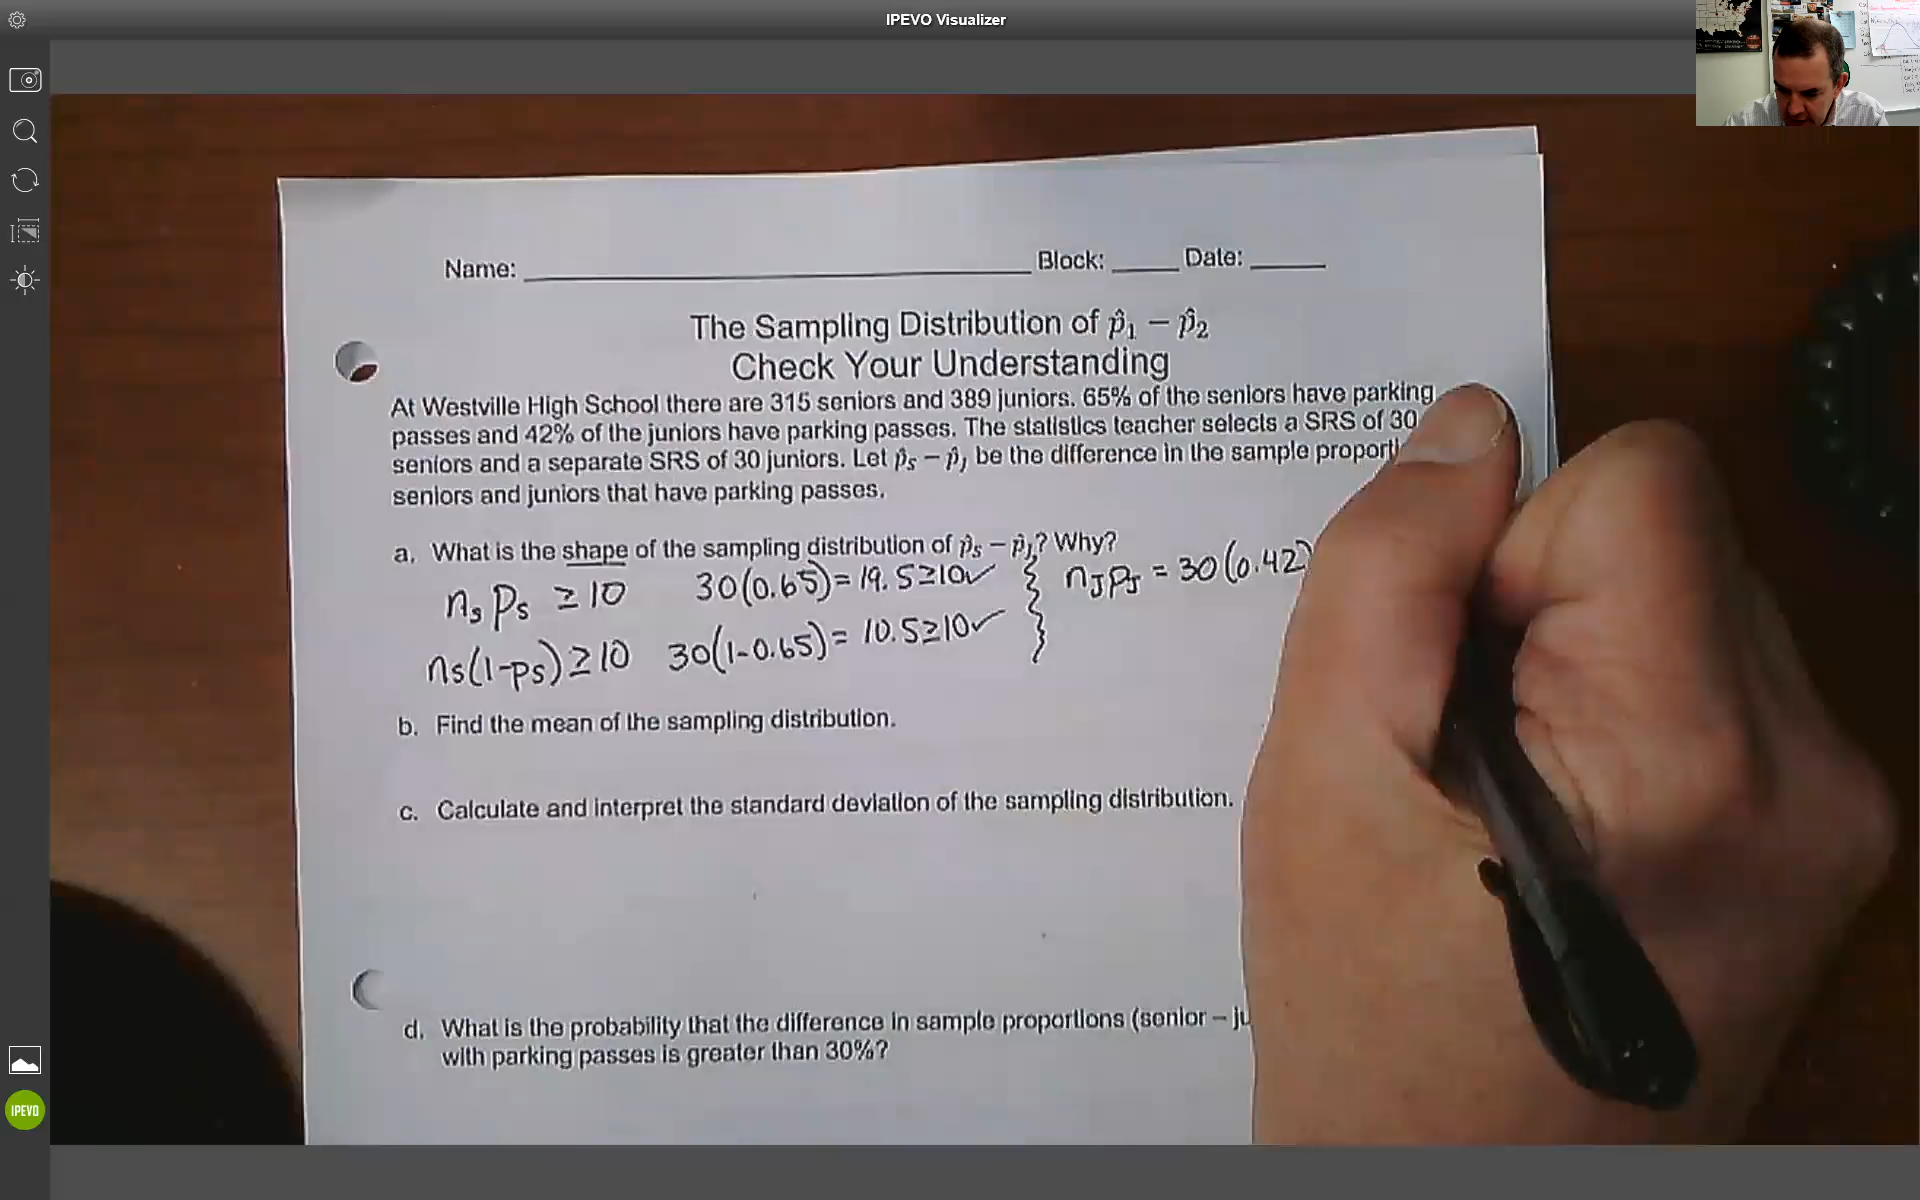 IPEVO Visualizer
Name: Block: Date:
The Sampling Distribution of p̂₁ − p̂₂
Check Your Understanding
At Westville High School there are 315 seniors and 389 juniors. 65% of the seniors have parking
passes and 42% of the juniors have parking passes. The statistics teacher selects a SRS of 30
seniors and a separate SRS of 30 juniors. Let p̂S − p̂J be the difference in the sample proporti
seniors and juniors that have parking passes.
a. What is the shape of the sampling distribution of p̂S − p̂J? Why?
nₛ pₛ ≥ 10 30(0.65) = 19.5 ≥ 10 ✓ nJ pJ = 30(0.42)
ns(1-ps) ≥ 10 30(1-0.65) = 10.5 ≥ 10 ✓
b. Find the mean of the sampling distribution.
c. Calculate and interpret the standard deviation of the sampling distribution.
d. What is the probability that the difference in sample proportions (senior – ju
with parking passes is greater than 30%?
IPEVO